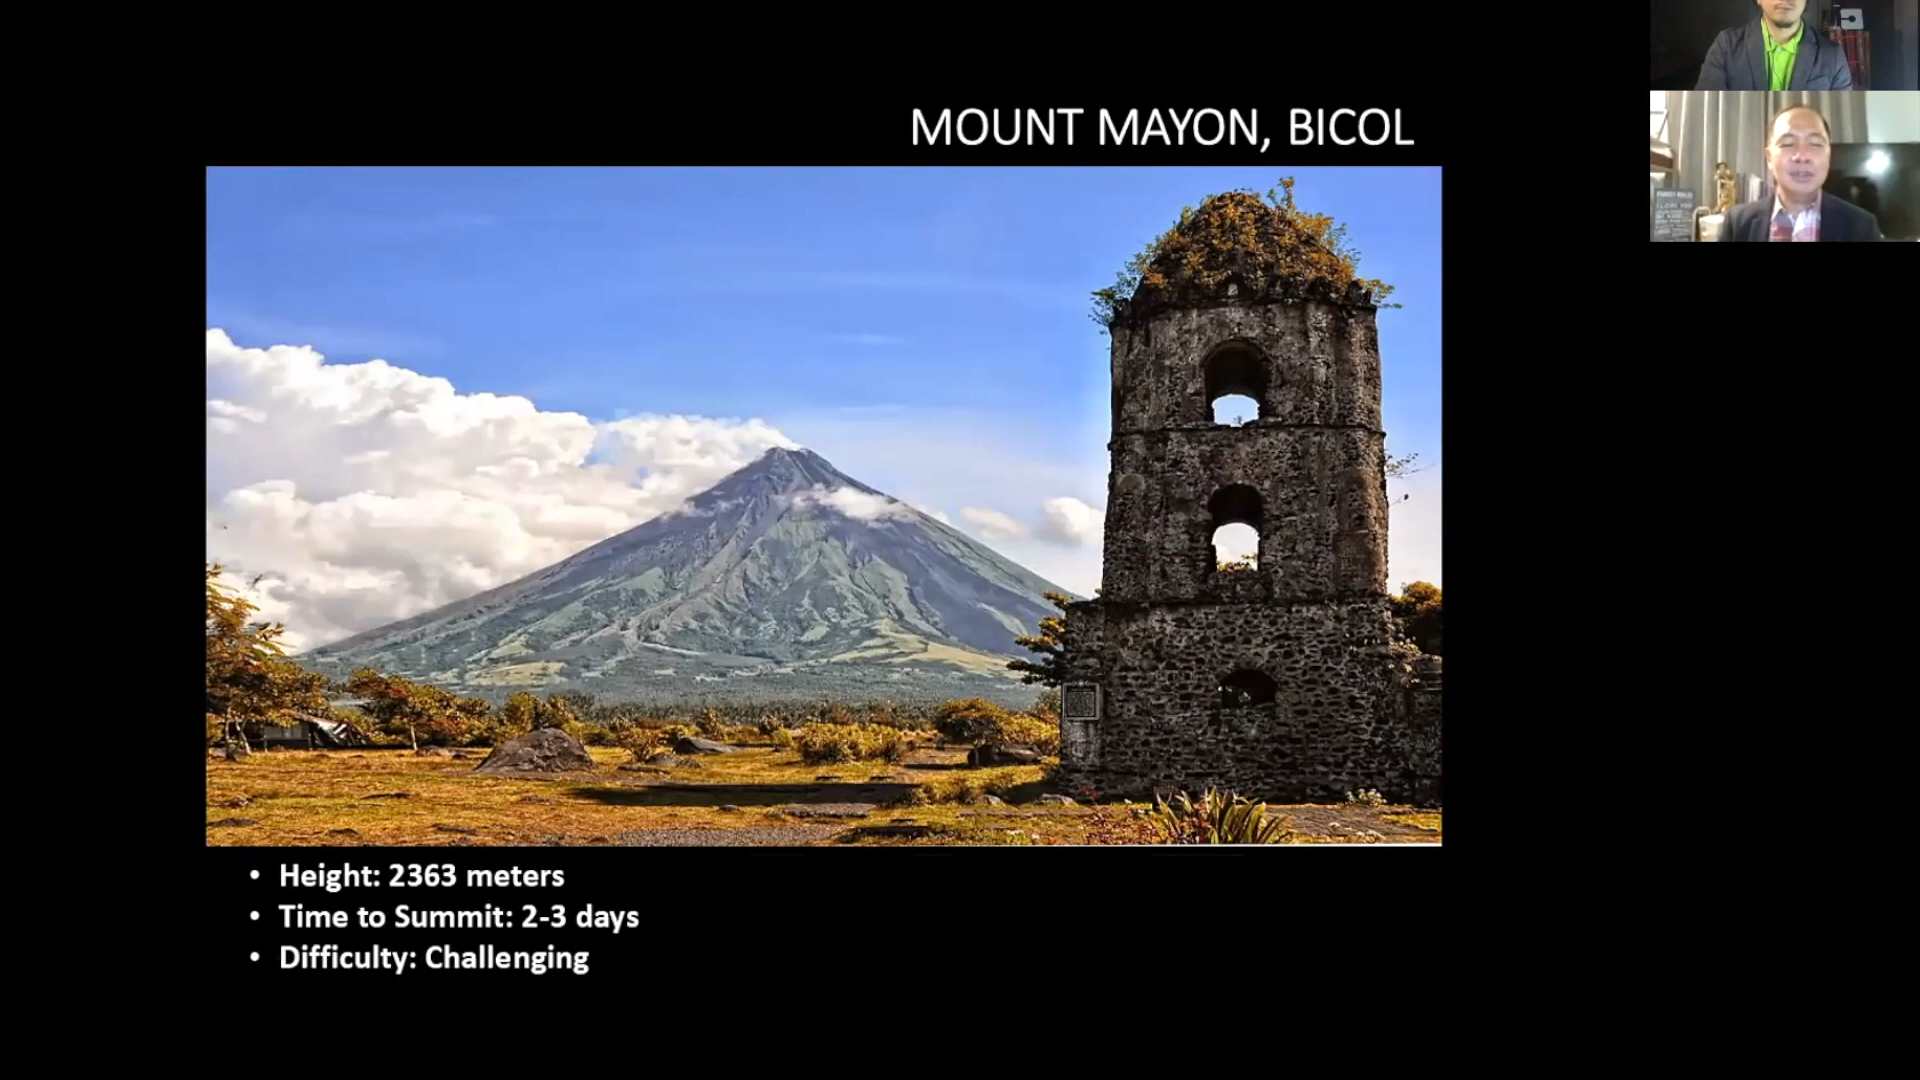 MOUNT MAYON, BICOL
• Height: 2363 meters
• Time to Summit: 2-3 days
• Difficulty: Challenging